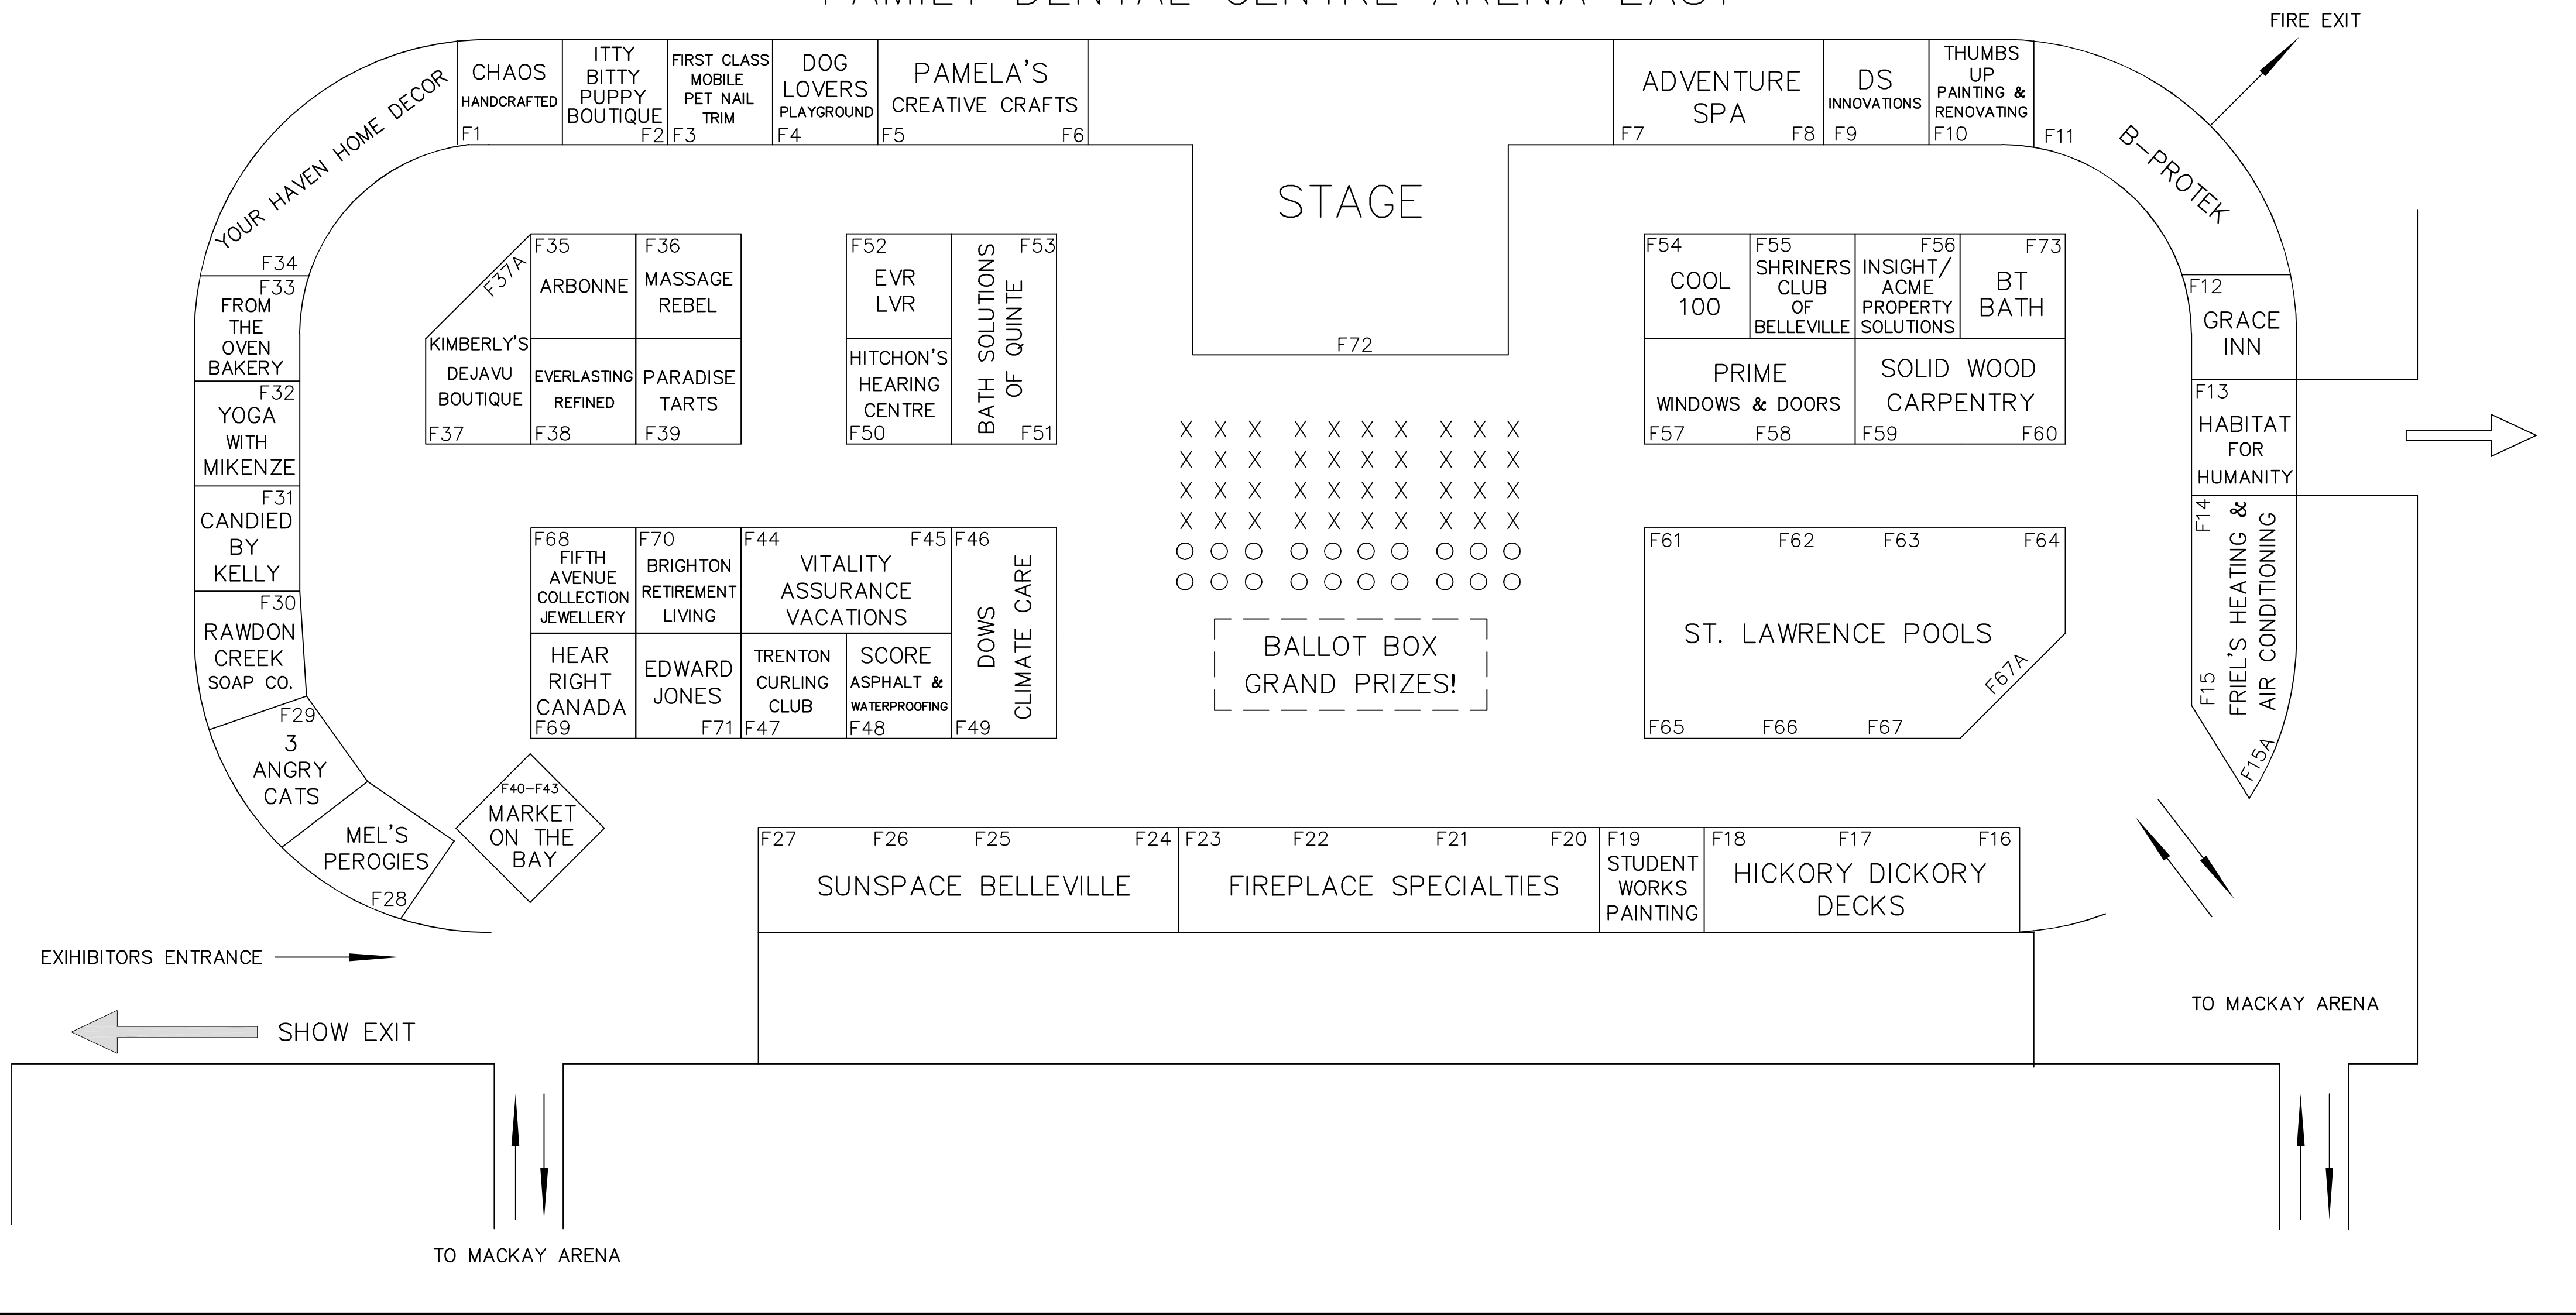 FAMILY DENTAL CENTRE ARENA EAST
FIRE EXIT
CHAOS
HANDCRAFTED
F1
ITTY
BITTY
PUPPY
BOUTIQUE
F2
FIRST CLASS
MOBILE
PET NAIL
TRIM
F3
DOG
LOVERS
PLAYGROUND
F4
PAMELA'S
CREATIVE CRAFTS
F5
F6
ADVENTURE
SPA
F7
F8
DS
INNOVATIONS
F9
THUMBS
UP
PAINTING &
RENOVATING
F10
F11
B-PROTEK
YOUR HAVEN HOME DECOR
F34
STAGE
F72
F33
FROM
THE
OVEN
BAKERY
F32
YOGA
WITH
MIKENZE
F31
CANDIED
BY
KELLY
F30
RAWDON
CREEK
SOAP CO.
F29
3
ANGRY
CATS
MEL'S
PEROGIES
F28
F37A
KIMBERLY'S
DEJAVU
BOUTIQUE
F37
F35
ARBONNE
F36
MASSAGE
REBEL
EVERLASTING
REFINED
F38
PARADISE
TARTS
F39
F52
EVR
LVR
HITCHON'S
HEARING
CENTRE
F50
F53
BATH SOLUTIONS
OF QUINTE
F51
F54
COOL
100
F55
SHRINERS
CLUB
OF
BELLEVILLE
F56
INSIGHT/
ACME
PROPERTY
SOLUTIONS
F73
BT
BATH
PRIME
WINDOWS & DOORS
F57
F58
SOLID WOOD
CARPENTRY
F59
F60
F12
GRACE
INN
F13
HABITAT
FOR
HUMANITY
F14
FRIEL'S HEATING &
AIR CONDITIONING
F15
F15A
X X X X X X X X X X
X X X X X X X X X X
X X X X X X X X X X
X X X X X X X X X X
O O O O O O O O O O
O O O O O O O O O O
BALLOT BOX
GRAND PRIZES!
F68
FIFTH
AVENUE
COLLECTION
JEWELLERY
F70
BRIGHTON
RETIREMENT
LIVING
F44
F45
VITALITY
ASSURANCE
VACATIONS
F46
DOWS
CLIMATE CARE
F49
HEAR
RIGHT
CANADA
F69
EDWARD
JONES
F71
TRENTON
CURLING
CLUB
F47
SCORE
ASPHALT &
WATERPROOFING
F48
F61
F62
F63
F64
ST. LAWRENCE POOLS
F67A
F65
F66
F67
F40-F43
MARKET
ON THE
BAY
F27
F26
F25
F24
SUNSPACE BELLEVILLE
F23
F22
F21
F20
FIREPLACE SPECIALTIES
F19
STUDENT
WORKS
PAINTING
F18
F17
F16
HICKORY DICKORY
DECKS
EXIHIBITORS ENTRANCE
SHOW EXIT
TO MACKAY ARENA
TO MACKAY ARENA